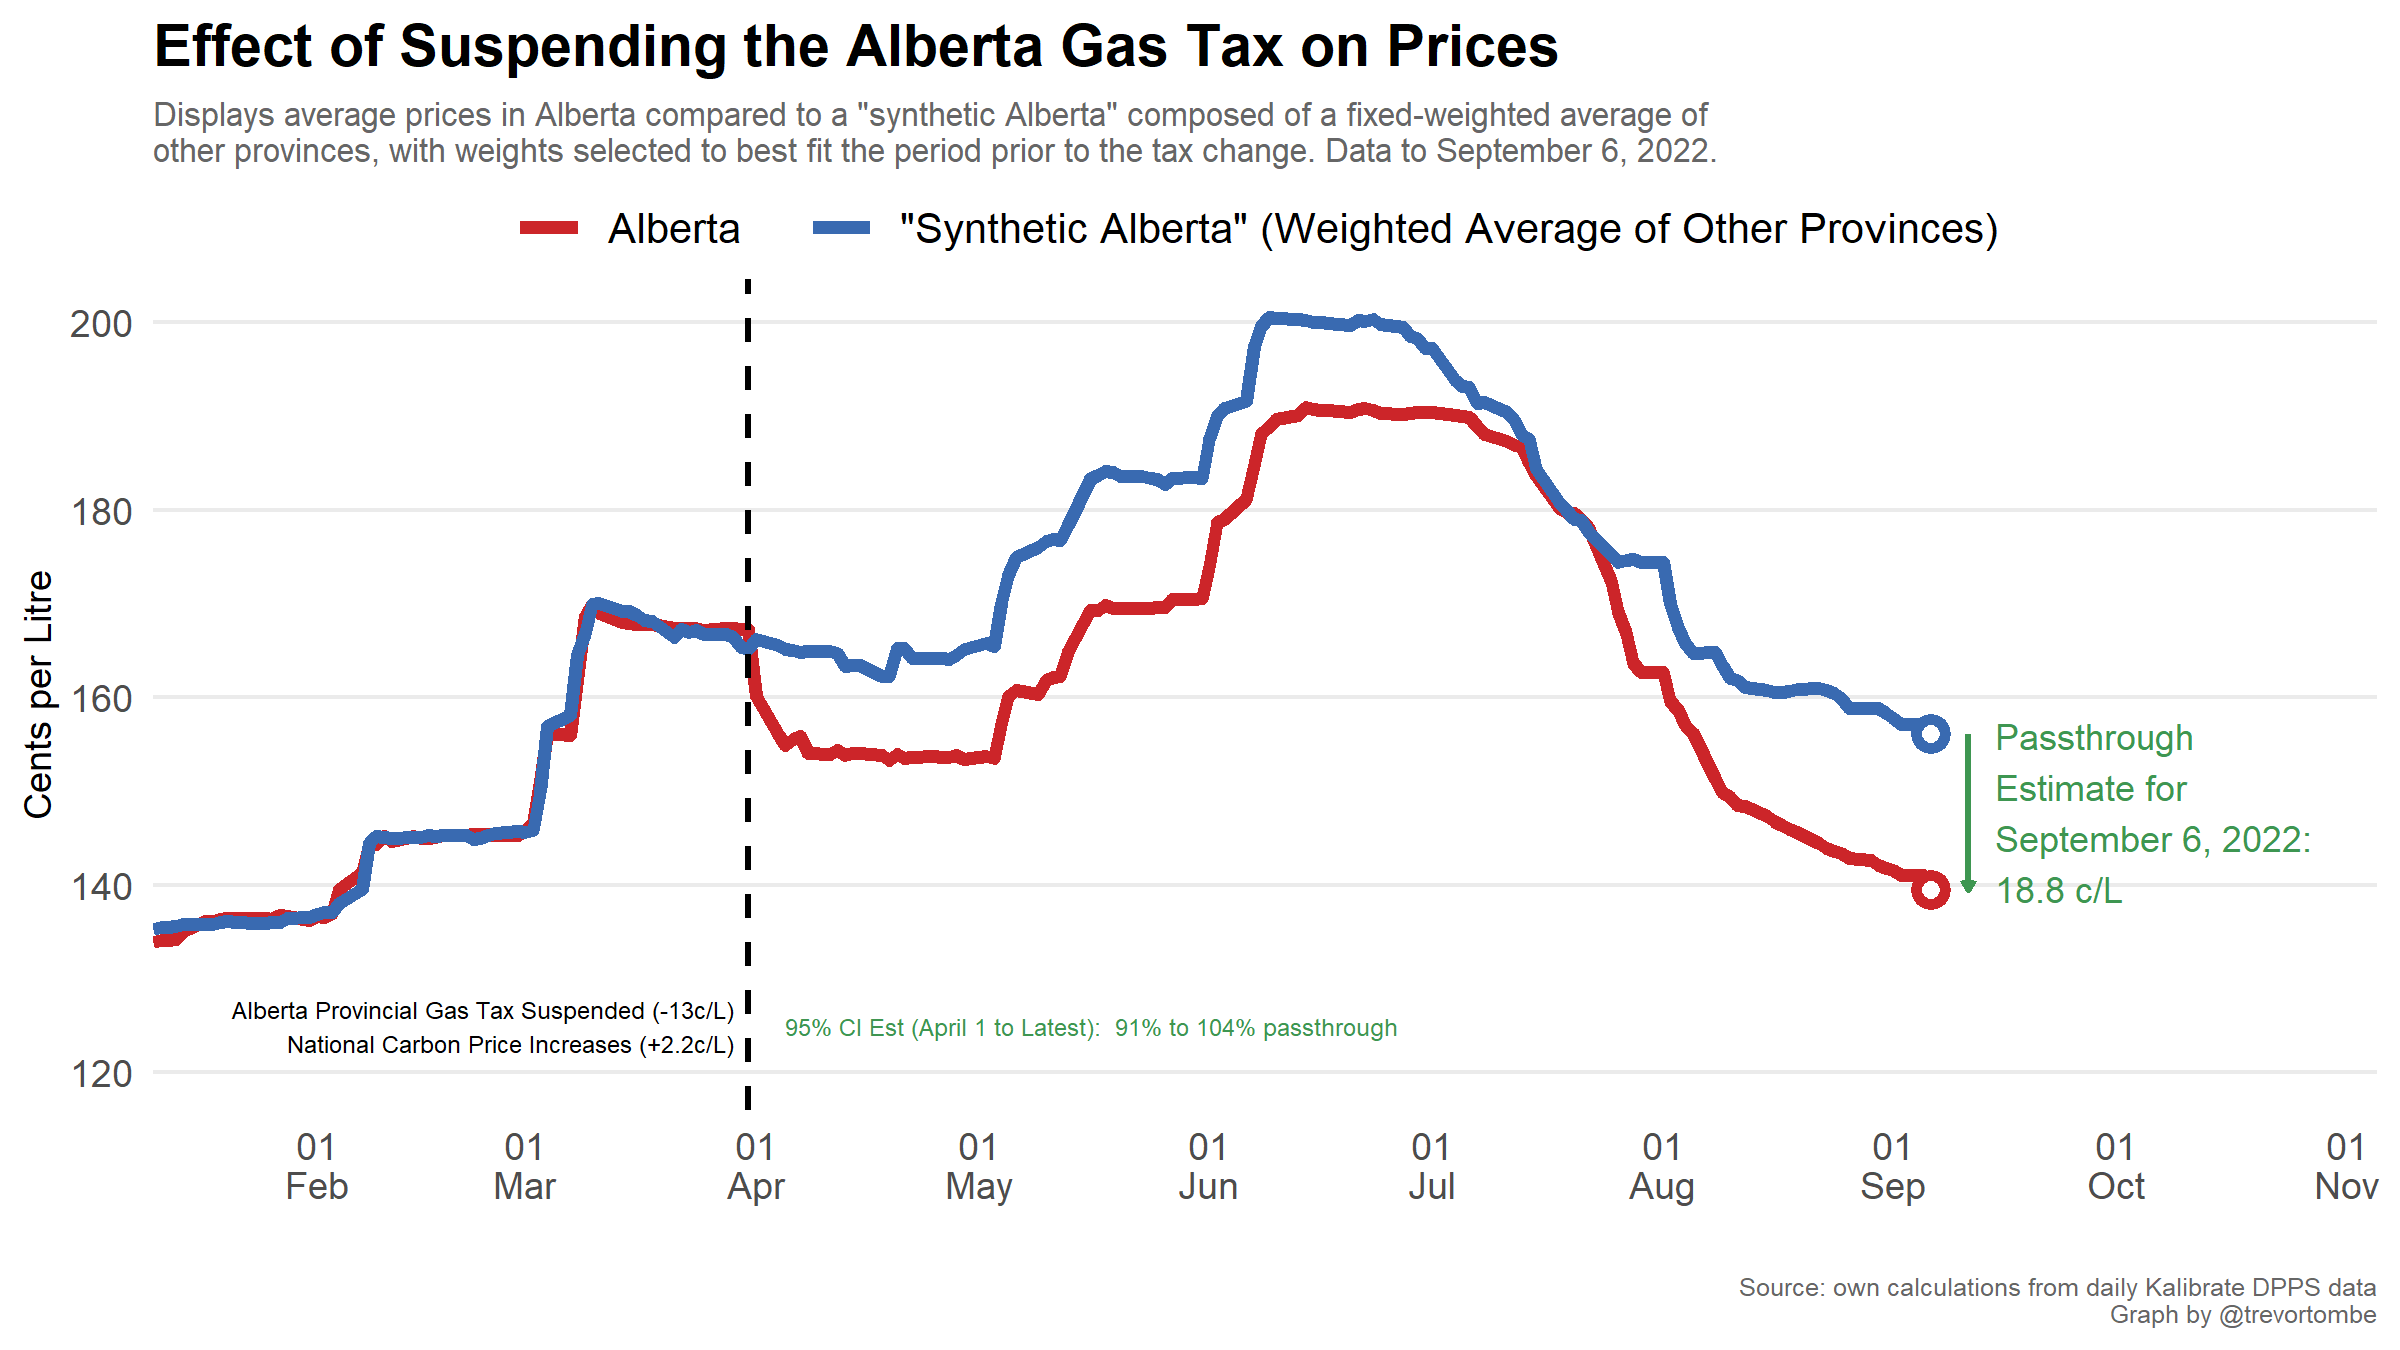 Effect of Suspending the Alberta Gas Tax on Prices
Displays average prices in Alberta compared to a "synthetic Alberta" composed of a fixed-weighted average of
other provinces, with weights selected to best fit the period prior to the tax change. Data to September 6, 2022.
Alberta
"Synthetic Alberta" (Weighted Average of Other Provinces)
Cents per Litre
200
180
160
140
120
Passthrough
Estimate for
September 6, 2022:
18.8 c/L
Alberta Provincial Gas Tax Suspended (-13c/L)
National Carbon Price Increases (+2.2c/L)
95% CI Est (April 1 to Latest):  91% to 104% passthrough
01
Feb
01
Mar
01
Apr
01
May
01
Jun
01
Jul
01
Aug
01
Sep
01
Oct
01
Nov
Source: own calculations from daily Kalibrate DPPS data
Graph by @trevortombe